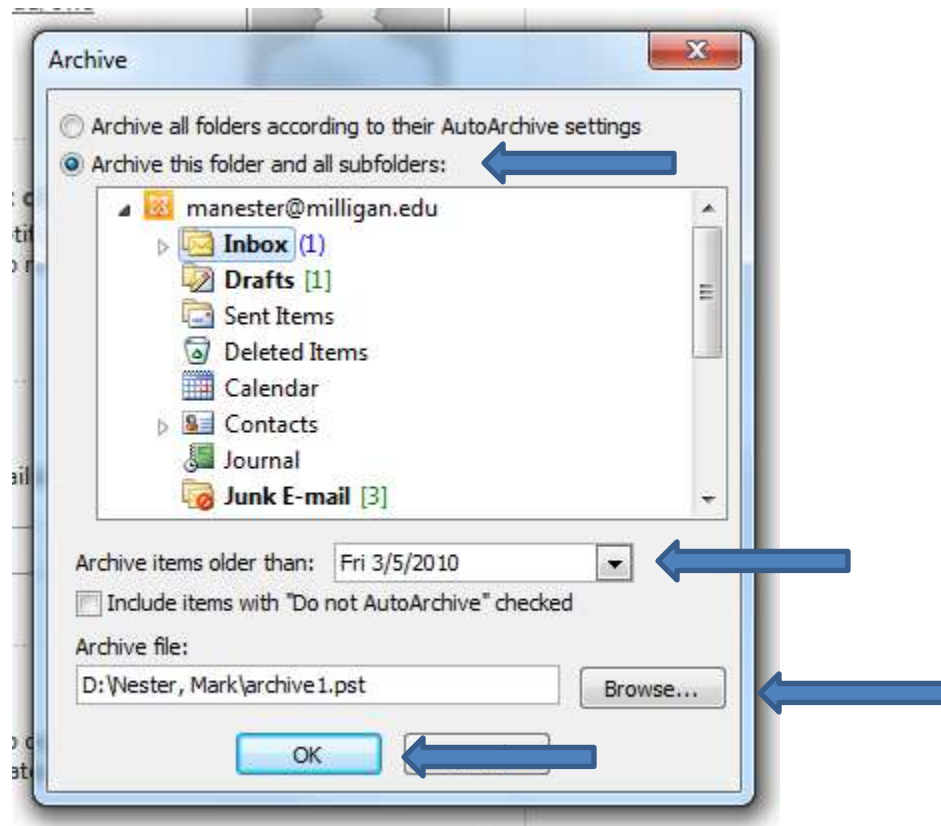 Archive
Archive all folders according to their AutoArchive settings
Archive this folder and all subfolders:
manester@milligan.edu
Inbox (1)
Drafts [1]
Sent Items
Deleted Items
Calendar
Contacts
Journal
Junk E-mail [3]
Archive items older than: Fri 3/5/2010
Include items with "Do not AutoArchive" checked
Archive file:
D:\Nester, Mark\archive1.pst Browse...
OK